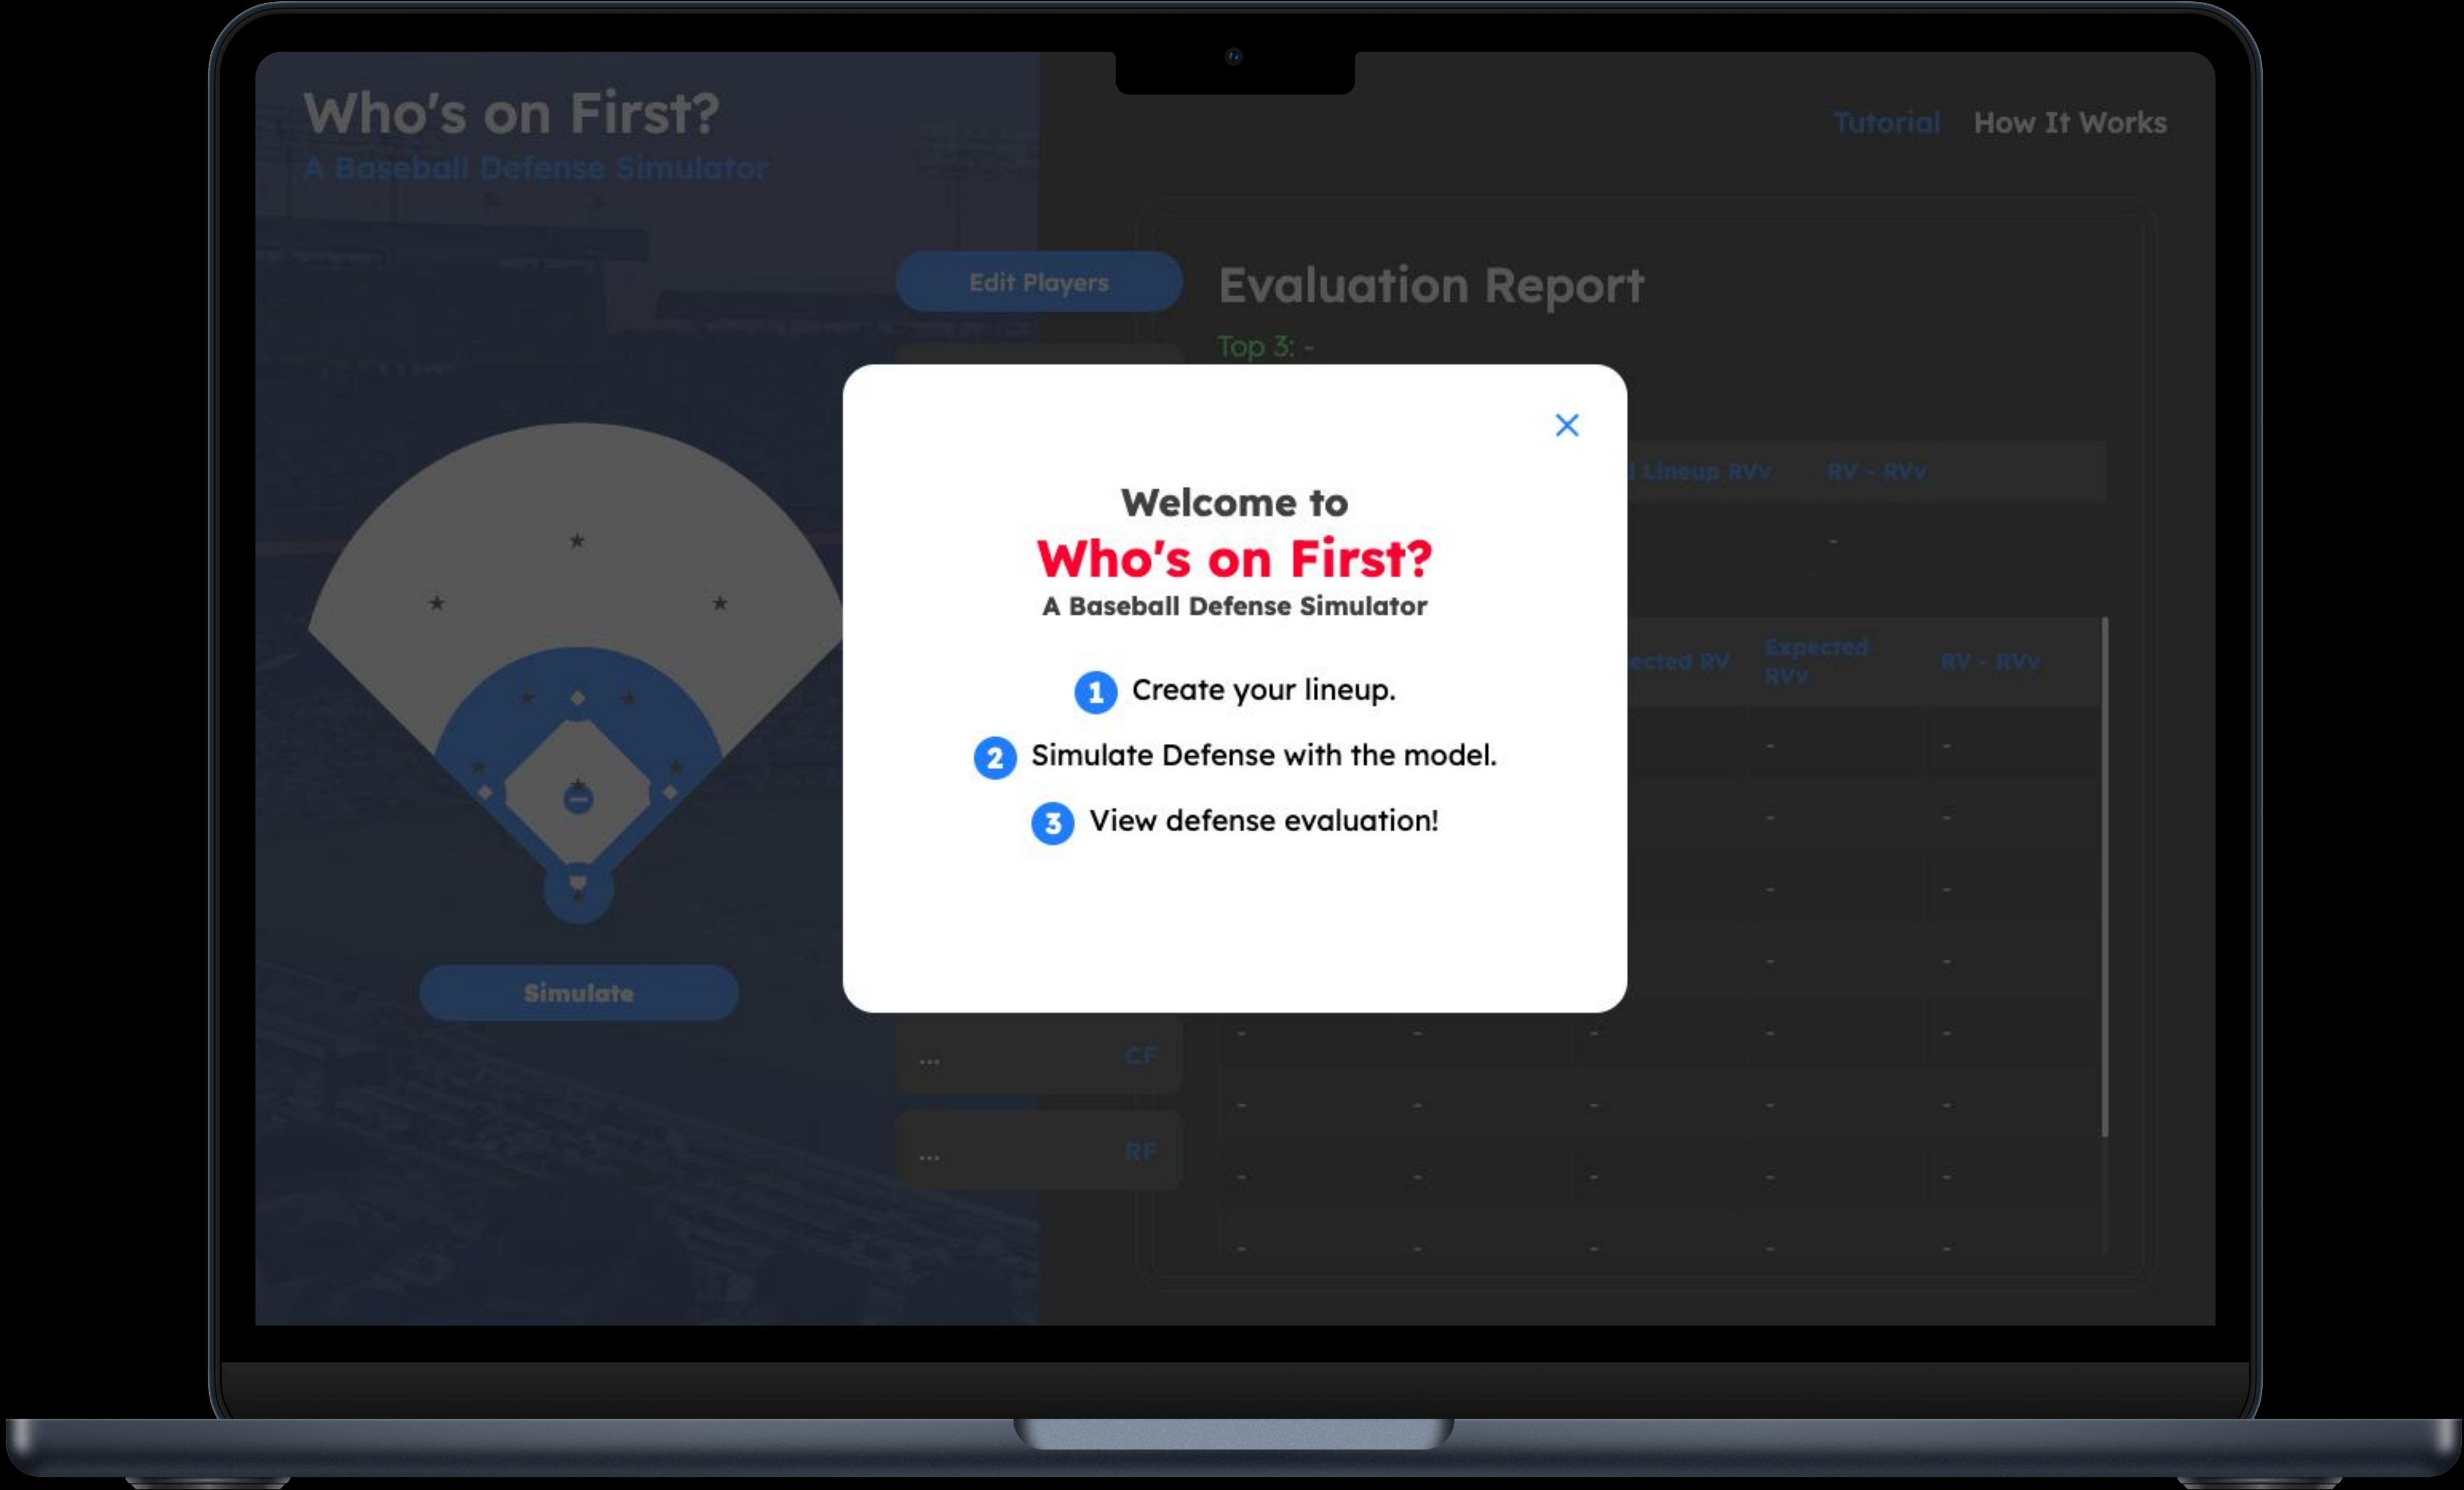 Who's on First?
A Baseball Defense Simulator
Tutorial How It Works
Edit Players
Evaluation Report
Top 3: -
Lineup RVv
RV - RVv
-
Welcome to
Who's on First?
A Baseball Defense Simulator
1 Create your lineup.
2 Simulate Defense with the model.
3 View defense evaluation!
RV
Expected
RVv
RV - RVv
- -
- -
- -
- -
- - - - -
- - - - -
- - - - -
- - - - -
Simulate
... CF
... RF